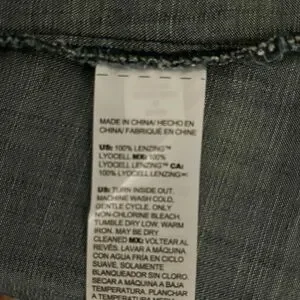 MADE IN CHINA/ HECHO EN
CHINA/ FABRIQUÉ EN CHINE
US: 100% LENZING™
LYOCELL MX: 100%
LYOCELL LENZING™ CA:
100% LYOCELL LENZING™
US: TURN INSIDE OUT.
MACHINE WASH COLD,
GENTLE CYCLE. ONLY
NON-CHLORINE BLEACH.
TUMBLE DRY LOW. WARM
IRON. MAY BE DRY
CLEANED MX: VOLTEAR AL
REVÉS. LAVAR A MÁQUINA
CON AGUA FRÍA EN CICLO
SUAVE. SOLAMENTE
BLANQUEADOR SIN CLORO.
SECAR A MÁQUINA A BAJA
TEMPERATURA. PLANCHAR
A TEMPERATURA